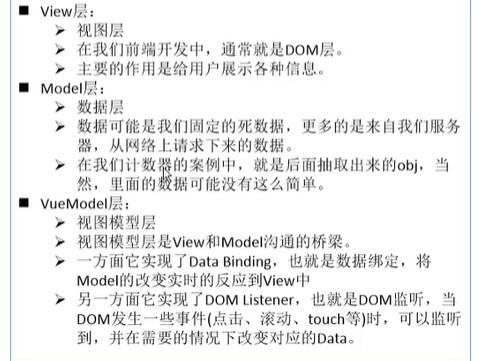 View层：
视图层
在我们前端开发中，通常就是DOM层。
主要的作用是给用户展示各种信息。
Model层：
数据层
数据可能是我们固定的死数据，更多的是来自我们服务
器，从网络上请求下来的数据。
在我们计数器的案例中，就是后面抽取出来的obj，当
然，里面的数据可能没有这么简单。
VueModel层：
视图模型层
视图模型层是View和Model沟通的桥梁。
一方面它实现了Data Binding，也就是数据绑定，将
Model的改变实时的反应到View中
另一方面它实现了DOM Listener，也就是DOM监听，当
DOM发生一些事件(点击、滚动、touch等)时，可以监听
到，并在需要的情况下改变对应的Data。